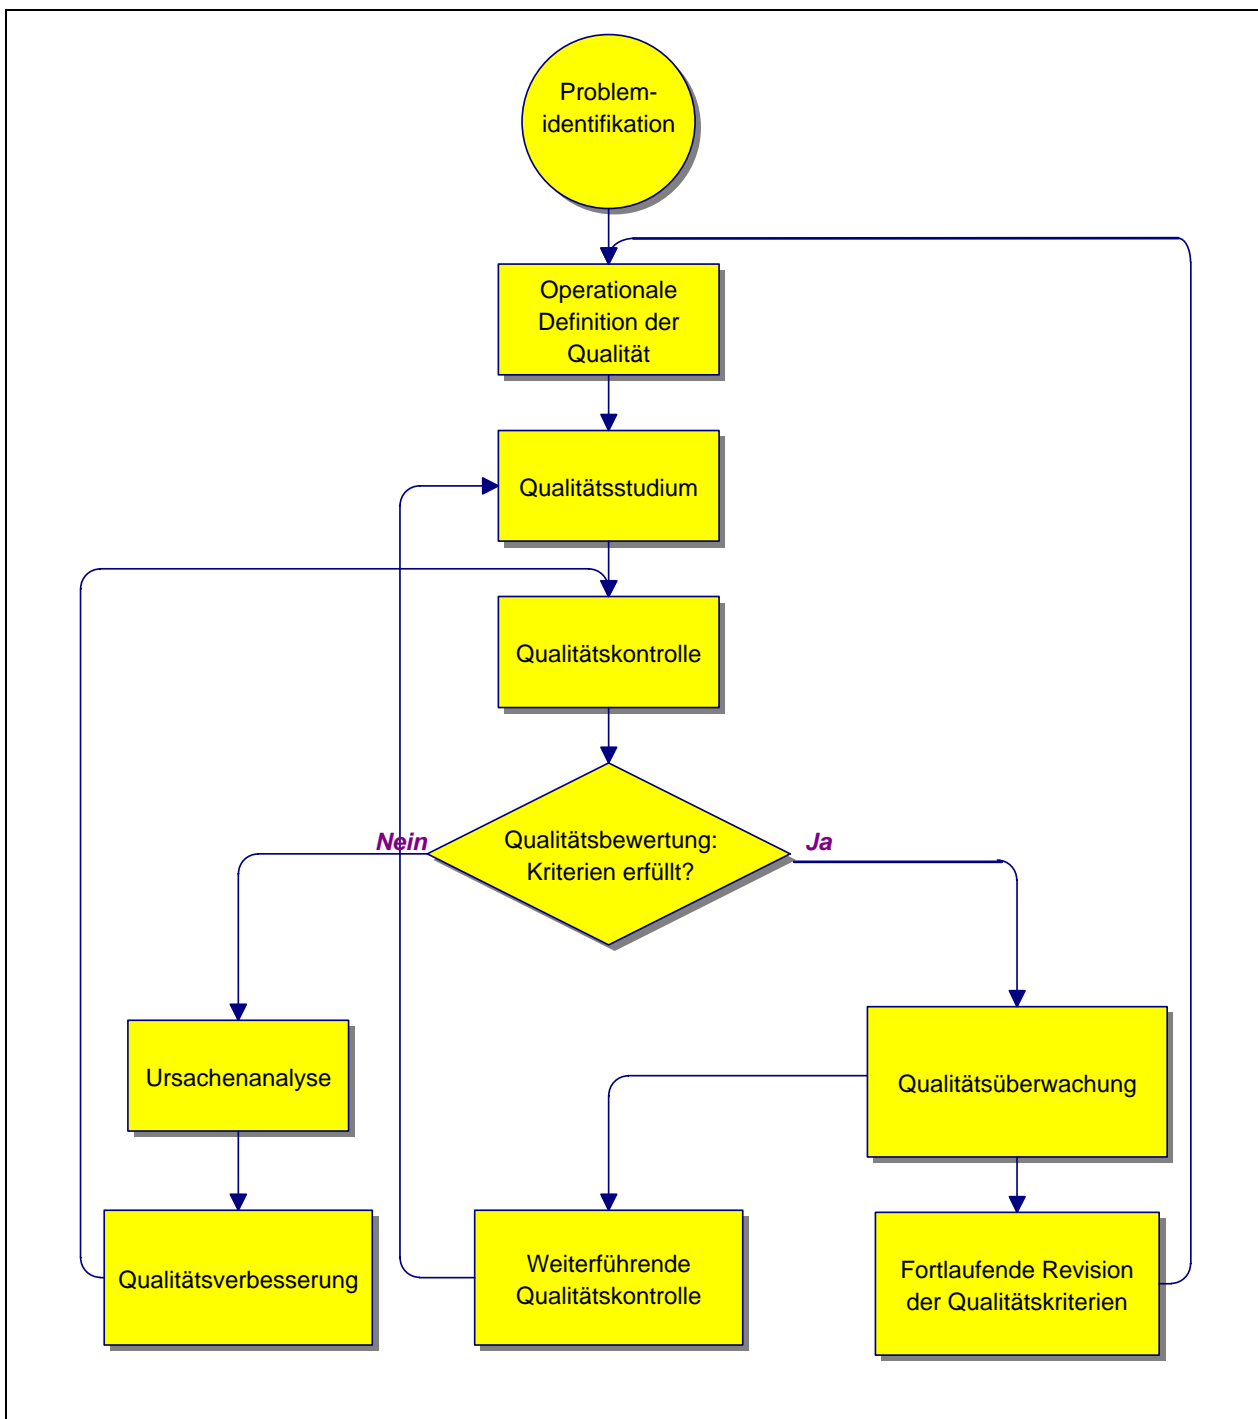 Problem-
identifikation
Operationale
Definition der
Qualität
Qualitätsstudium
Qualitätskontrolle
Nein
Qualitätsbewertung:
Kriterien erfüllt?
Ja
Ursachenanalyse
Qualitätsüberwachung
Qualitätsverbesserung
Weiterführende
Qualitätskontrolle
Fortlaufende Revision
der Qualitätskriterien